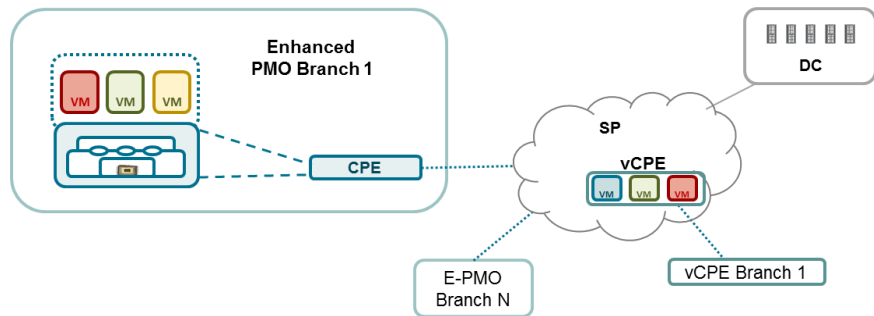 Enhanced
PMO Branch 1
VM
VM
VM
CPE
DC
SP
vCPE
VM
VM
VM
E-PMO
Branch N
vCPE Branch 1